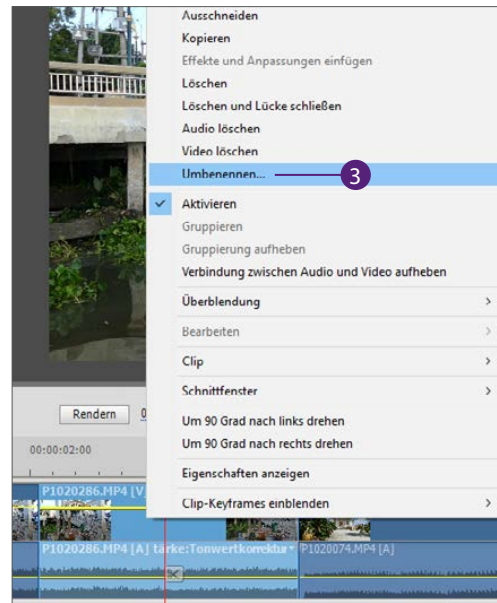 Ausschneiden
Kopieren
Effekte und Anpassungen einfügen
Löschen
Löschen und Lücke schließen
Audio löschen
Video löschen
Umbenennen...
3
Aktivieren
Gruppieren
Gruppierung aufheben
Verbindung zwischen Audio und Video aufheben
Überblendung
Bearbeiten
Clip
Schnittfenster
Um 90 Grad nach links drehen
Um 90 Grad nach rechts drehen
Eigenschaften anzeigen
Clip-Keyframes einblenden
Rendern
00:00:02:00
P1020286.MP4 [V]
P1020286.MP4 [A] tärke:Tonwertkorrektur
P1020074.MP4 [A]